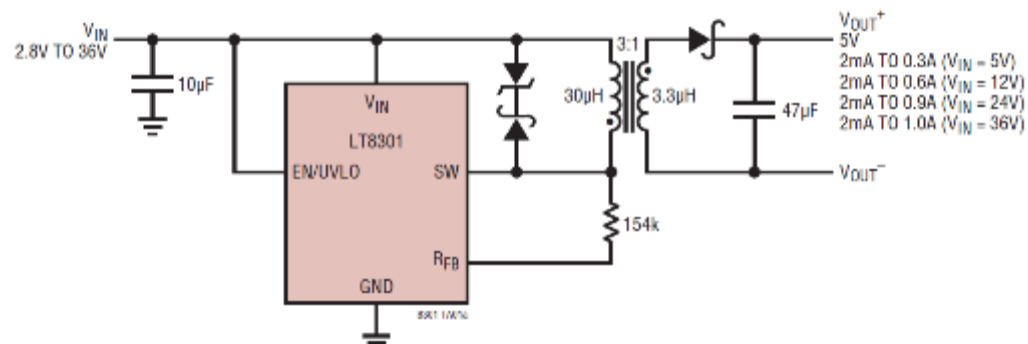 VIN
2.8V TO 36V
10µF
VIN
LT8301
EN/UVLO
SW
RFB
GND
3:1
30µH
3.3µH
154k
47µF
VOUT+
5V
2mA TO 0.3A (VIN = 5V)
2mA TO 0.6A (VIN = 12V)
2mA TO 0.9A (VIN = 24V)
2mA TO 1.0A (VIN = 36V)
VOUT–